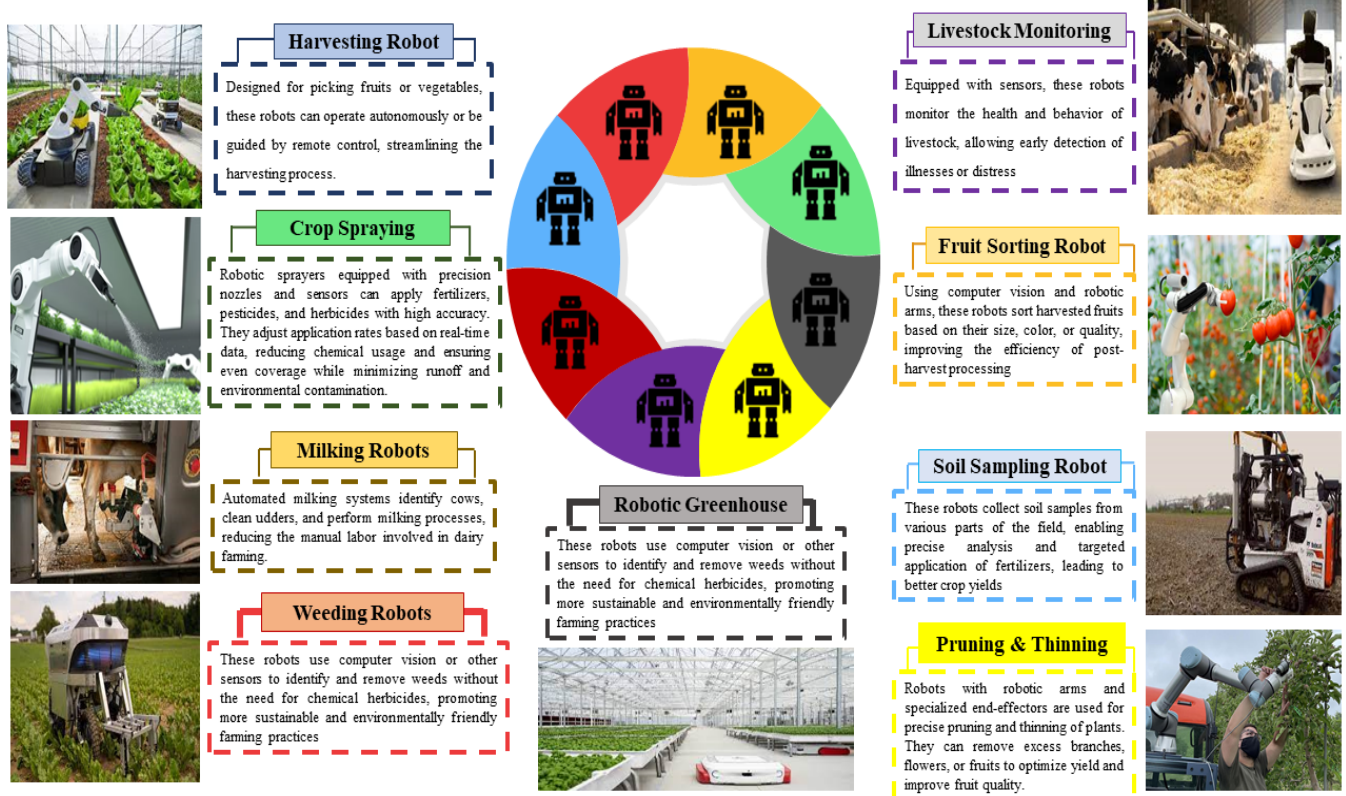 Harvesting Robot
Designed for picking fruits or vegetables,
these robots can operate autonomously or be
guided by remote control, streamlining the
harvesting process.
Crop Spraying
Robotic sprayers equipped with precision
nozzles and sensors can apply fertilizers,
pesticides, and herbicides with high accuracy.
They adjust application rates based on real-time
data, reducing chemical usage and ensuring
even coverage while minimizing runoff and
environmental contamination.
Milking Robots
Automated milking systems identify cows,
clean udders, and perform milking processes,
reducing the manual labor involved in dairy
farming.
Weeding Robots
These robots use computer vision or other
sensors to identify and remove weeds without
the need for chemical herbicides, promoting
more sustainable and environmentally friendly
farming practices
Robotic Greenhouse
These robots use computer vision or other
sensors to identify and remove weeds without
the need for chemical herbicides, promoting
more sustainable and environmentally friendly
farming practices
Livestock Monitoring
Equipped with sensors, these robots
monitor the health and behavior of
livestock, allowing early detection of
illnesses or distress
Fruit Sorting Robot
Using computer vision and robotic
arms, these robots sort harvested fruits
based on their size, color, or quality,
improving the efficiency of post-
harvest processing
Soil Sampling Robot
These robots collect soil samples from
various parts of the field, enabling
precise analysis and targeted
application of fertilizers, leading to
better crop yields
Pruning & Thinning
Robots with robotic arms and
specialized end-effectors are used for
precise pruning and thinning of plants.
They can remove excess branches,
flowers, or fruits to optimize yield and
improve fruit quality.